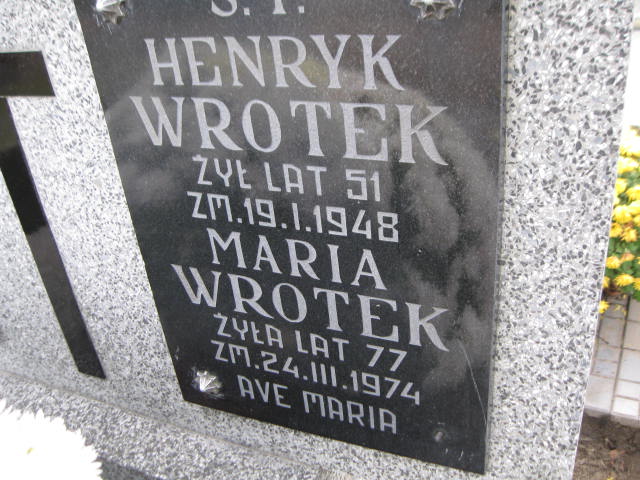 Ś.P.
HENRYK
WROTEK
ŻYŁ LAT 51
ZM.19.I.1948
MARIA
WROTEK
ŻYŁA LAT 77
ZM.24.III.1974
AVE MARIA